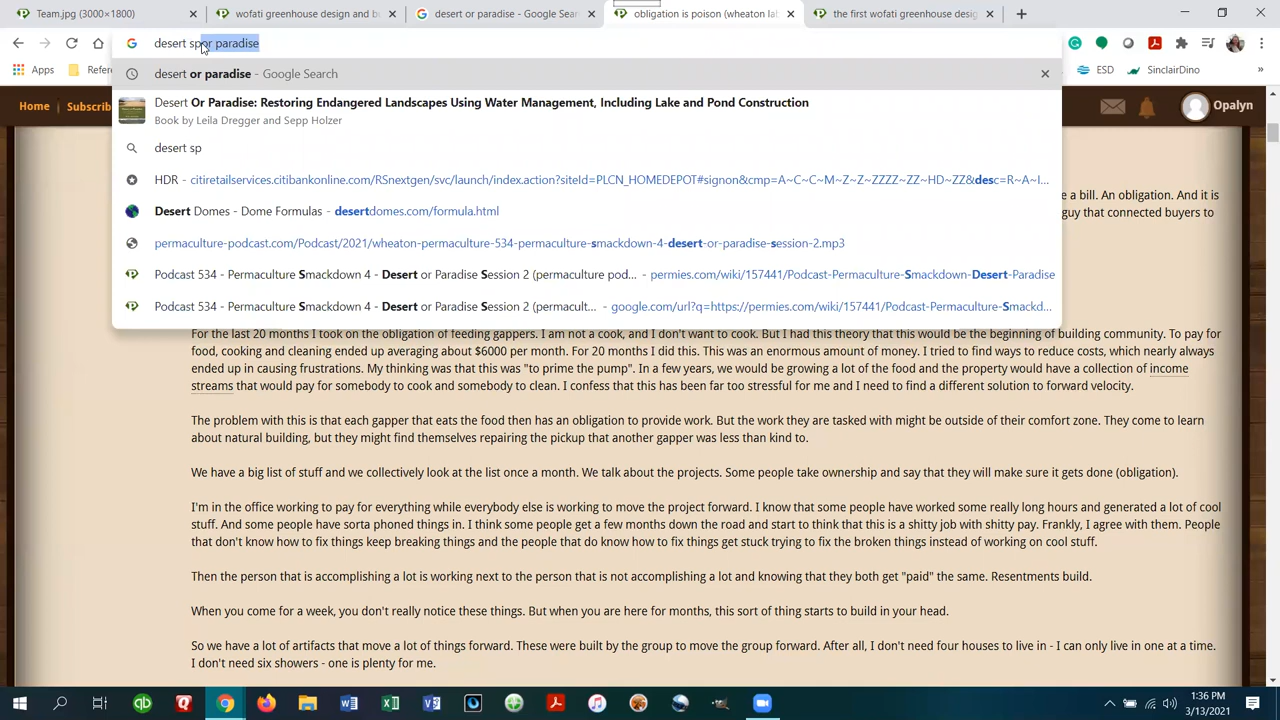 Team.jpg (3000×1800)
wofati greenhouse design and b
desert or paradise - Google Sear
obligation is poison (wheaton lab
the first wofati greenhouse desig
desert spor paradise
Apps
Refere
ESD
SinclairDino
»
desert or paradise - Google Search
Desert Or Paradise: Restoring Endangered Landscapes Using Water Management, Including Lake and Pond Construction
Book by Leila Dregger and Sepp Holzer
desert sp
HDR - citiretailservices.citibankonline.com/RSnextgen/svc/launch/index.action?siteId=PLCN_HOMEDEPOT#signon&cmp=A~C~C~M~Z~Z~ZZZZ~ZZ~HD~ZZ&desc=R~A~I...
Desert Domes - Dome Formulas - desertdomes.com/formula.html
permaculture-podcast.com/Podcast/2021/wheaton-permaculture-534-permaculture-smackdown-4-desert-or-paradise-session-2.mp3
Podcast 534 - Permaculture Smackdown 4 - Desert or Paradise Session 2 (permaculture pod... - permies.com/wiki/157441/Podcast-Permaculture-Smackdown-Desert-Paradise
Podcast 534 - Permaculture Smackdown 4 - Desert or Paradise Session 2 (permacult... - google.com/url?q=https://permies.com/wiki/157441/Podcast-Permaculture-Smackd...
Home
Subscrib
Opalyn
e a bill. An obligation. And it is
guy that connected buyers to
For the last 20 months I took on the obligation of feeding gappers. I am not a cook, and I don't want to cook. But I had this theory that this would be the beginning of building community. To pay for
food, cooking and cleaning ended up averaging about $6000 per month. For 20 months I did this. This was an enormous amount of money. I tried to find ways to reduce costs, which nearly always
ended up in causing frustrations. My thinking was that this was "to prime the pump". In a few years, we would be growing a lot of the food and the property would have a collection of income
streams that would pay for somebody to cook and somebody to clean. I confess that this has been far too stressful for me and I need to find a different solution to forward velocity.
The problem with this is that each gapper that eats the food then has an obligation to provide work. But the work they are tasked with might be outside of their comfort zone. They come to learn
about natural building, but they might find themselves repairing the pickup that another gapper was less than kind to.
We have a big list of stuff and we collectively look at the list once a month. We talk about the projects. Some people take ownership and say that they will make sure it gets done (obligation).
I'm in the office working to pay for everything while everybody else is working to move the project forward. I know that some people have worked some really long hours and generated a lot of cool
stuff. And some people have sorta phoned things in. I think some people get a few months down the road and start to think that this is a shitty job with shitty pay. Frankly, I agree with them. People
that don't know how to fix things keep breaking things and the people that do know how to fix things get stuck trying to fix the broken things instead of working on cool stuff.
Then the person that is accomplishing a lot is working next to the person that is not accomplishing a lot and knowing that they both get "paid" the same. Resentments build.
When you come for a week, you don't really notice these things. But when you are here for months, this sort of thing starts to build in your head.
So we have a lot of artifacts that move a lot of things forward. These were built by the group to move the group forward. After all, I don't need four houses to live in - I can only live in one at a time.
I don't need six showers - one is plenty for me.
1:36 PM
3/13/2021